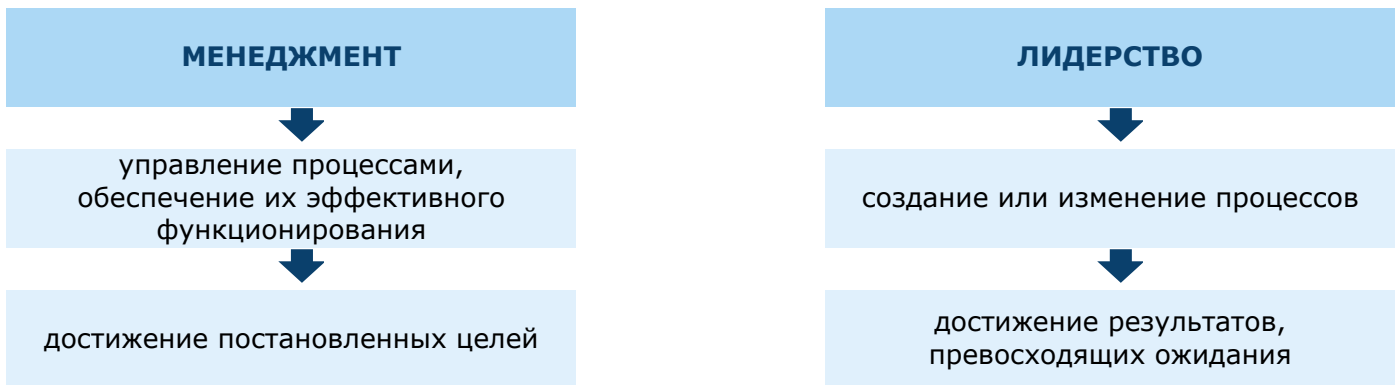 МЕНЕДЖМЕНТ
управление процессами,
обеспечение их эффективного
функционирования
достижение постановленных целей
ЛИДЕРСТВО
создание или изменение процессов
достижение результатов,
превосходящих ожидания